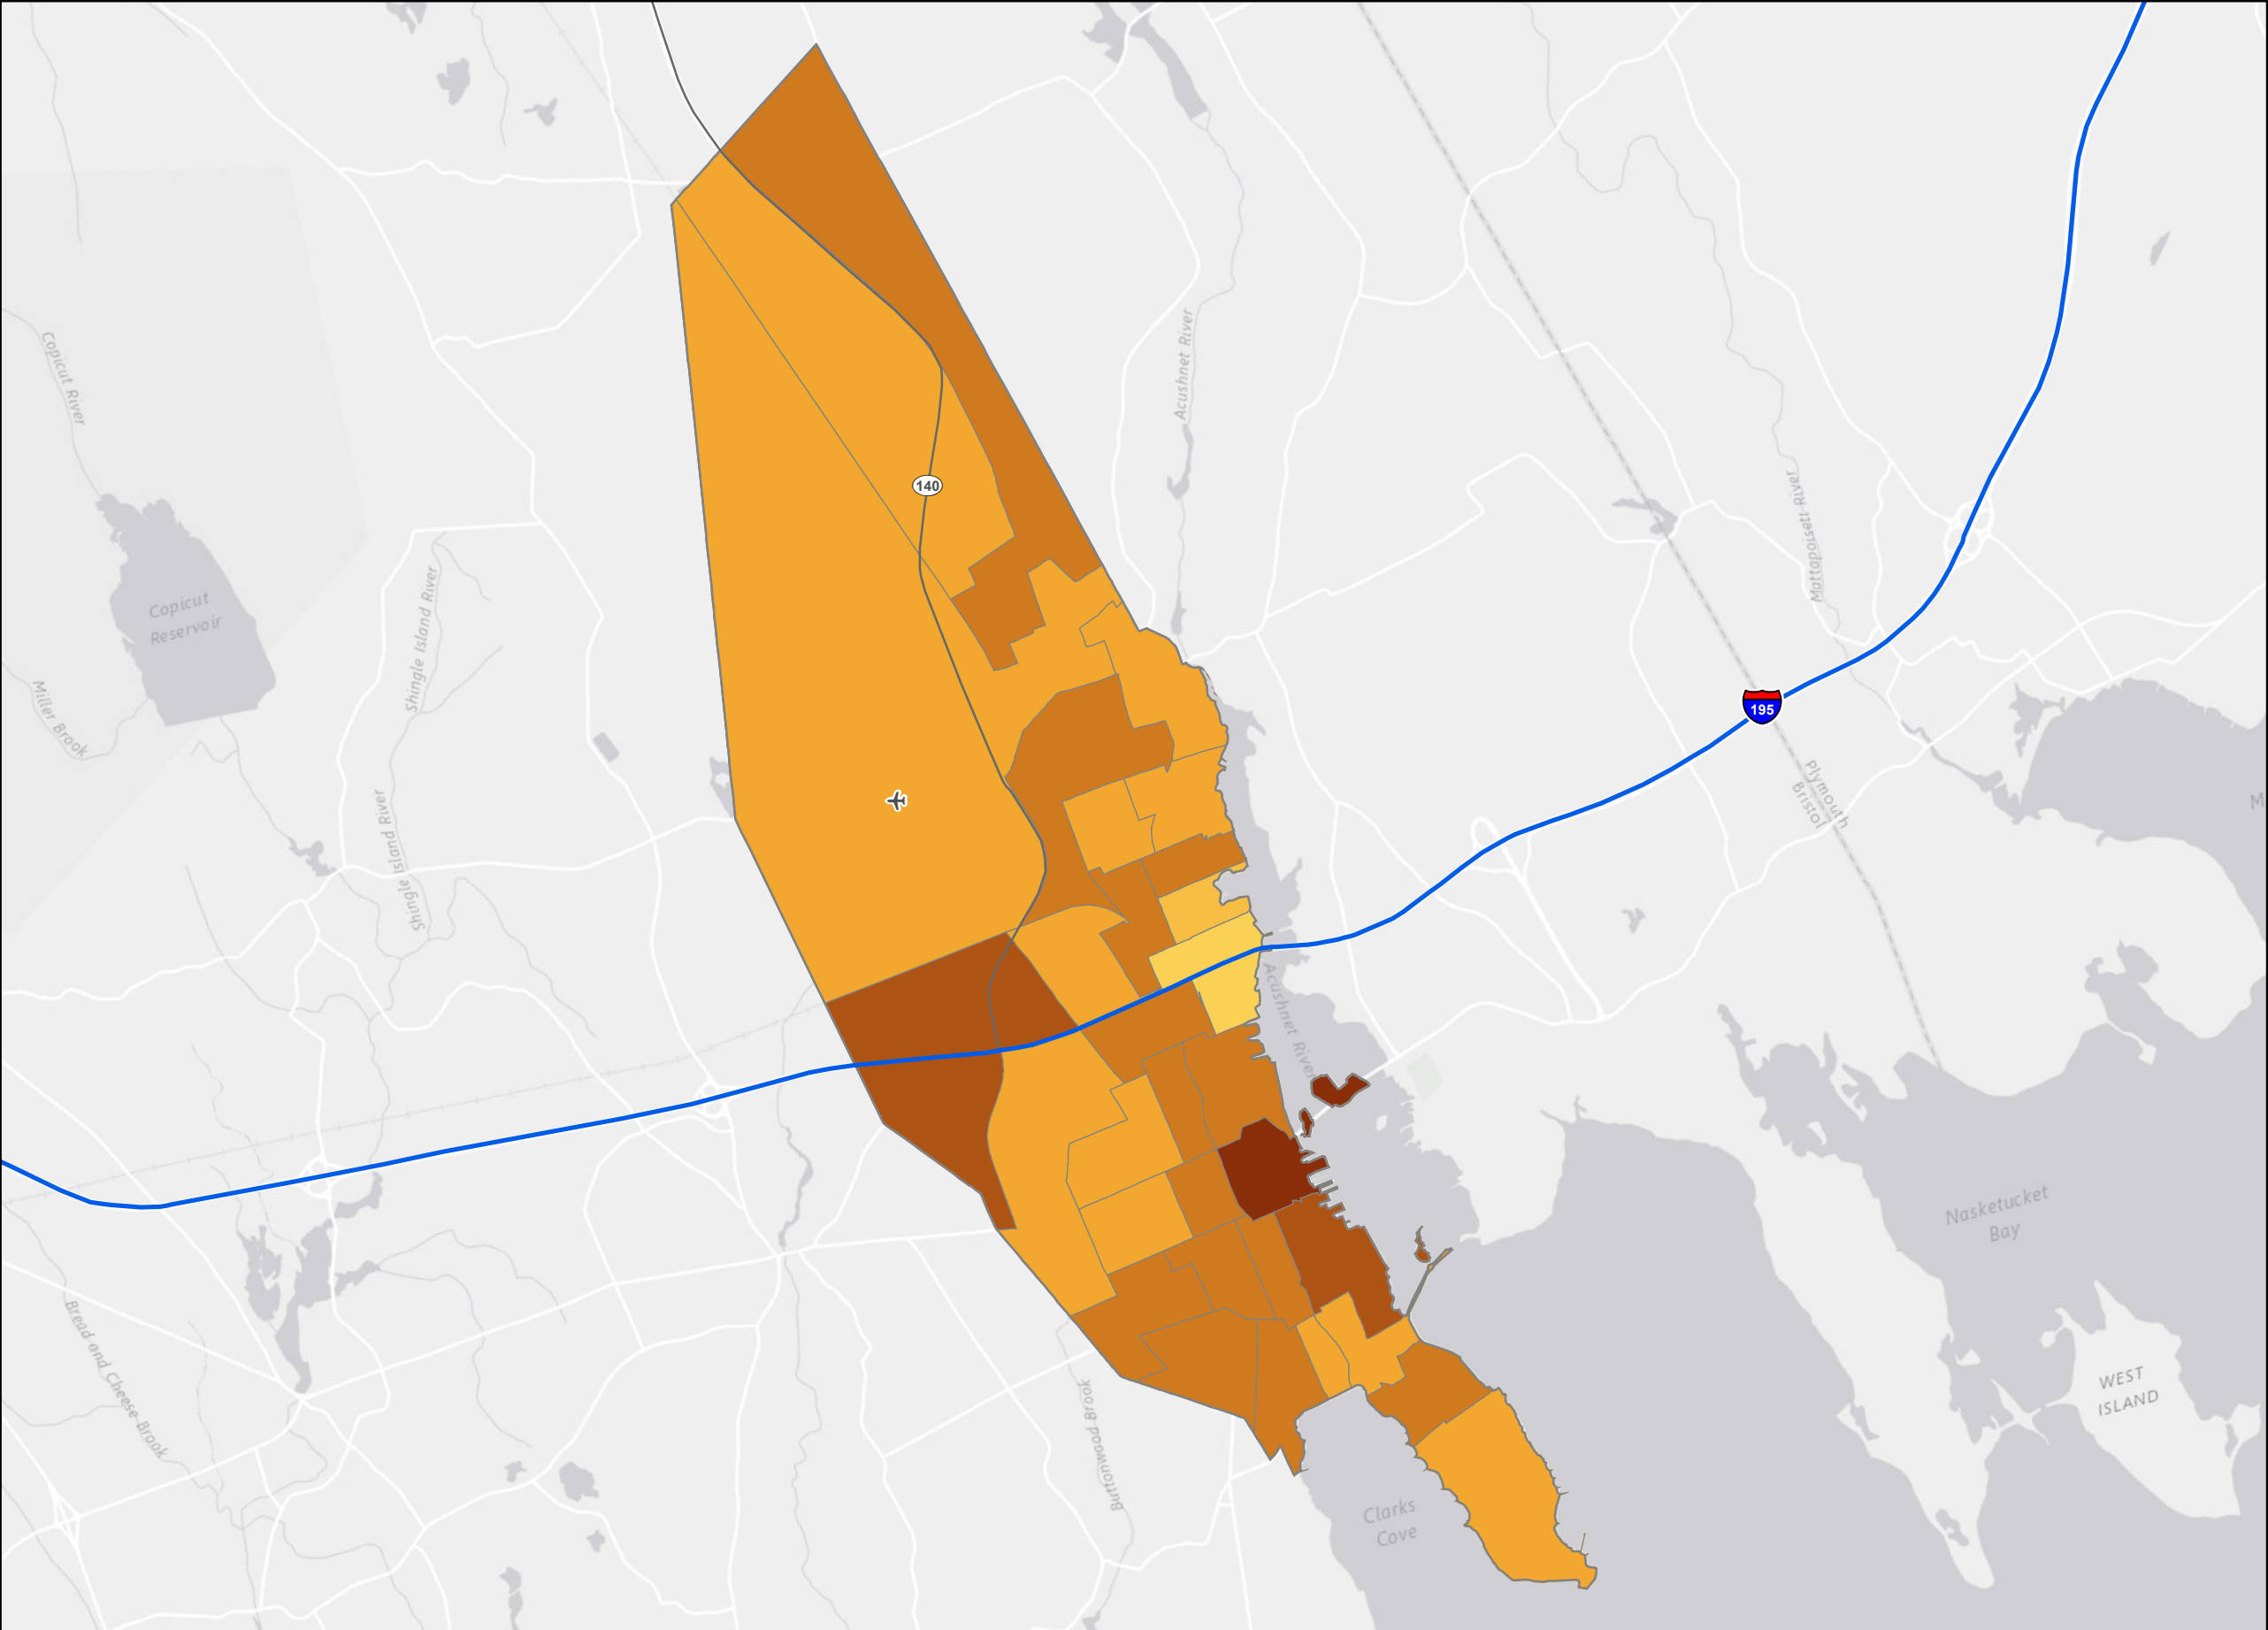 Copicut River
Acushnet River
140
Mattapoisett River
Copicut
Reservoir
Shingle Island River
Miller Brook
195
Plymouth
Bristol
M
Shingle Island River
Acushnet River
Nasketucket
Bay
Bread and Cheese Brook
WEST
ISLAND
Buttonwood Brook
Clarks
Cove